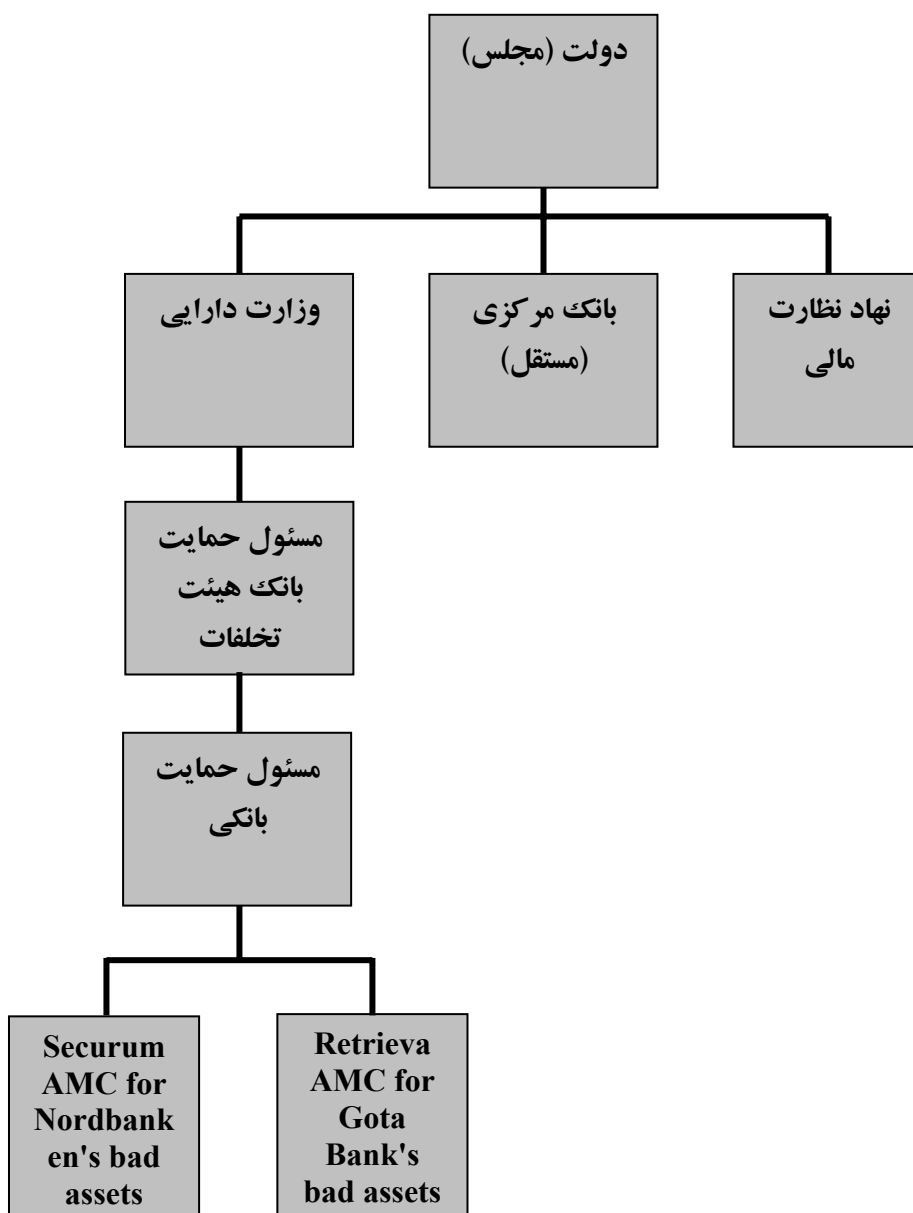 دولت (مجلس)
نهاد نظارت
مالی
بانک مرکزی
(مستقل)
وزارت دارایی
مسئول حمایت
بانک هیئت
تخلفات
مسئول حمایت
بانکی
Securum
AMC for
Nordbank
en's bad
assets
Retrieva
AMC for
Gota
Bank's
bad assets